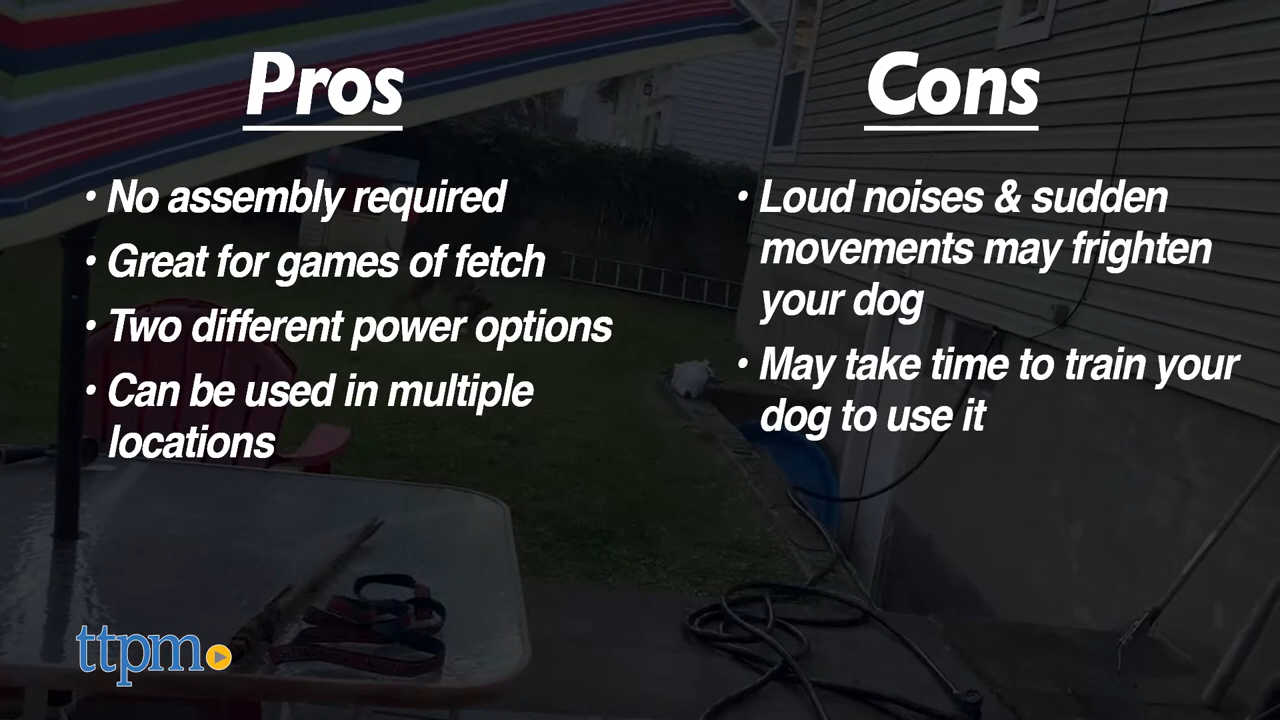 Pros
• No assembly required
• Great for games of fetch
• Two different power options
• Can be used in multiple
locations
Cons
• Loud noises & sudden
movements may frighten
your dog
• May take time to train your
dog to use it
ttpm